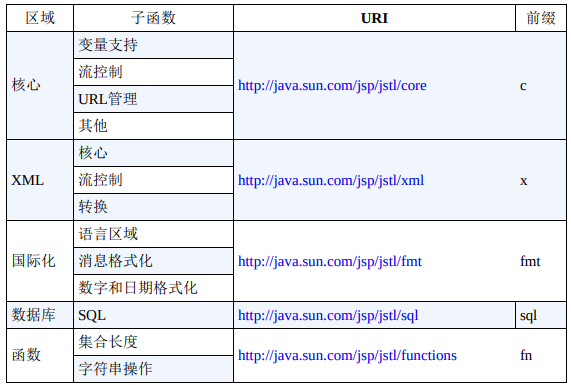 区域 子函数 URI 前缀
核心 变量支持 http://java.sun.com/jsp/jstl/core c
流控制
URL管理
其他
XML 核心 http://java.sun.com/jsp/jstl/xml x
流控制
转换
国际化 语言区域 http://java.sun.com/jsp/jstl/fmt fmt
消息格式化
数字和日期格式化
数据库 SQL http://java.sun.com/jsp/jstl/sql sql
函数 集合长度 http://java.sun.com/jsp/jstl/functions fn
字符串操作